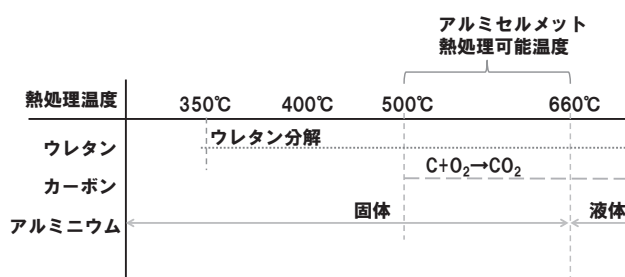 アルミセルメット
熱処理可能温度
熱処理温度 350℃ 400℃ 500℃ 660℃
ウレタン ウレタン分解
カーボン C+O₂→CO₂
アルミニウム 固体 液体